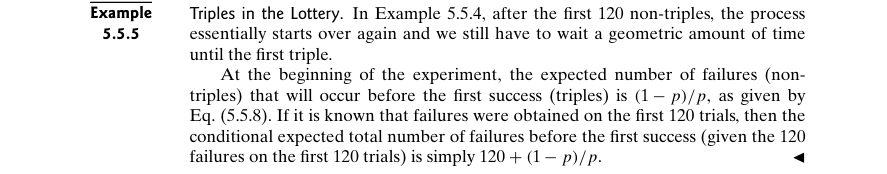 Example
5.5.5
Triples in the Lottery. In Example 5.5.4, after the first 120 non-triples, the process
essentially starts over again and we still have to wait a geometric amount of time
until the first triple.
At the beginning of the experiment, the expected number of failures (non-
triples) that will occur before the first success (triples) is (1 − p)/p, as given by
Eq. (5.5.8). If it is known that failures were obtained on the first 120 trials, then the
conditional expected total number of failures before the first success (given the 120
failures on the first 120 trials) is simply 120 + (1 − p)/p. ◄